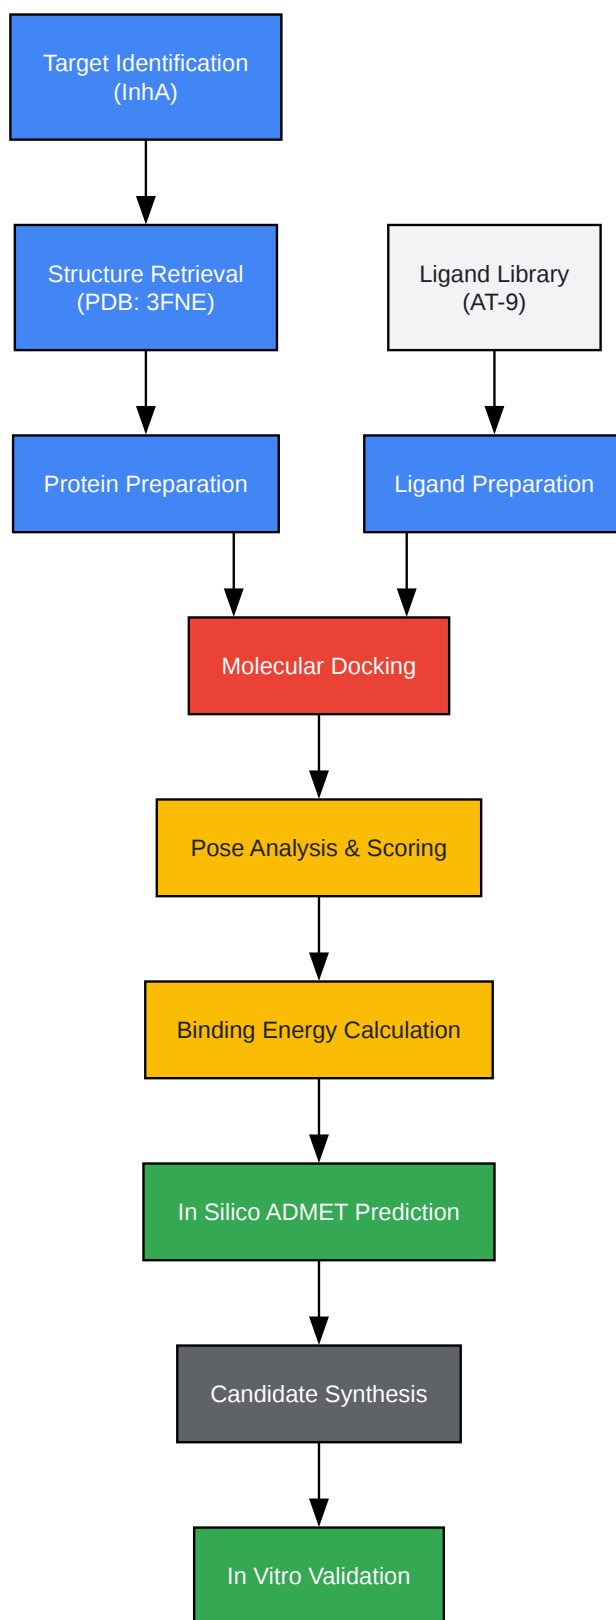 Target Identification
(InhA)
Structure Retrieval
(PDB: 3FNE)
Ligand Library
(AT-9)
Protein Preparation
Ligand Preparation
Molecular Docking
Pose Analysis & Scoring
Binding Energy Calculation
In Silico ADMET Prediction
Candidate Synthesis
In Vitro Validation